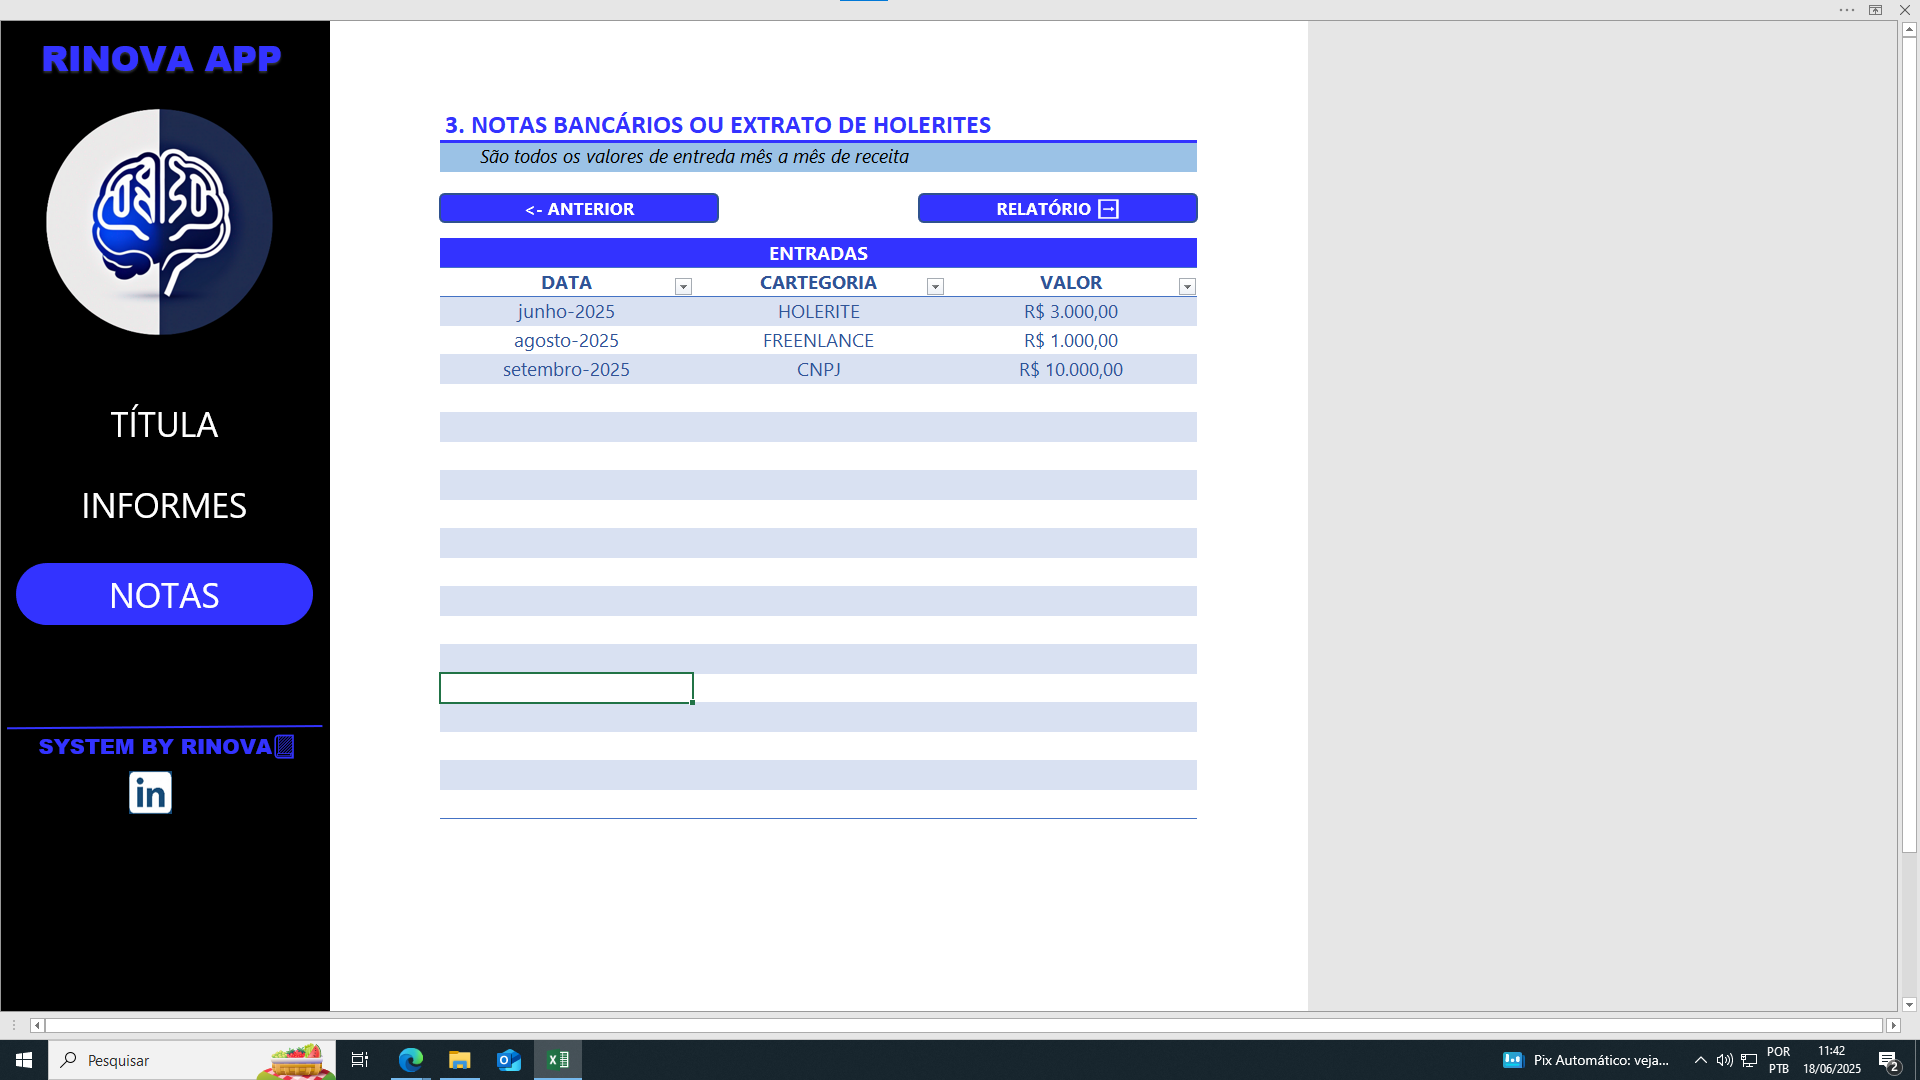 RINOVA APP
TÍTULA
INFORMES
NOTAS
SYSTEM BY RINOVA
in
3. NOTAS BANCÁRIOS OU EXTRATO DE HOLERITES
São todos os valores de entreda mês a mês de receita
<- ANTERIOR
RELATÓRIO
ENTRADAS
DATA CARTEGORIA VALOR
junho-2025 HOLERITE R$ 3.000,00
agosto-2025 FREENLANCE R$ 1.000,00
setembro-2025 CNPJ R$ 10.000,00
Pesquisar
Pix Automático: veja...
POR
PTB
11:42
18/06/2025
2